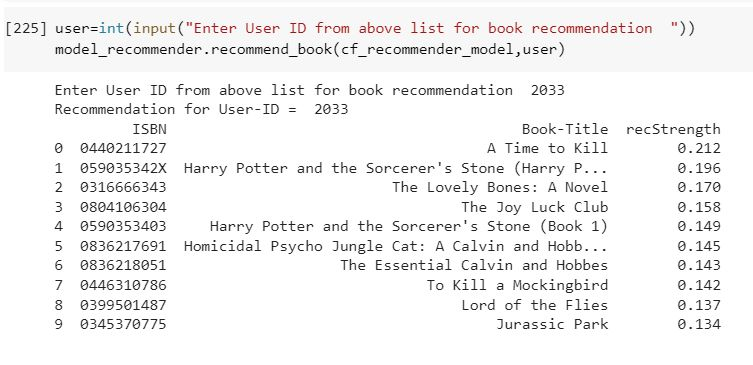 [225] user=int(input("Enter User ID from above list for book recommendation  "))
model_recommender.recommend_book(cf_recommender_model,user)
Enter User ID from above list for book recommendation  2033
Recommendation for User-ID =  2033
ISBN Book-Title recStrength
0 0440211727 A Time to Kill 0.212
1 059035342X Harry Potter and the Sorcerer's Stone (Harry P... 0.196
2 0316666343 The Lovely Bones: A Novel 0.170
3 0804106304 The Joy Luck Club 0.158
4 0590353403 Harry Potter and the Sorcerer's Stone (Book 1) 0.149
5 0836217691 Homicidal Psycho Jungle Cat: A Calvin and Hobb... 0.145
6 0836218051 The Essential Calvin and Hobbes 0.143
7 0446310786 To Kill a Mockingbird 0.142
8 0399501487 Lord of the Flies 0.137
9 0345370775 Jurassic Park 0.134